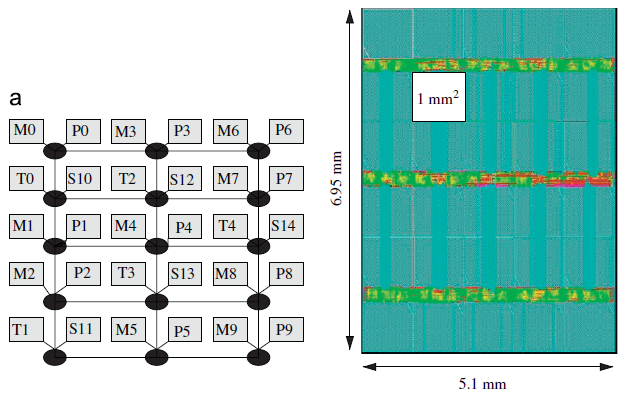 a
M0 P0 M3 P3 M6 P6
T0 S10 T2 S12 M7 P7
M1 P1 M4 P4 T4 S14
M2 P2 T3 S13 M8 P8
T1 S11 M5 P5 M9 P9
1 mm²
6.95 mm
5.1 mm